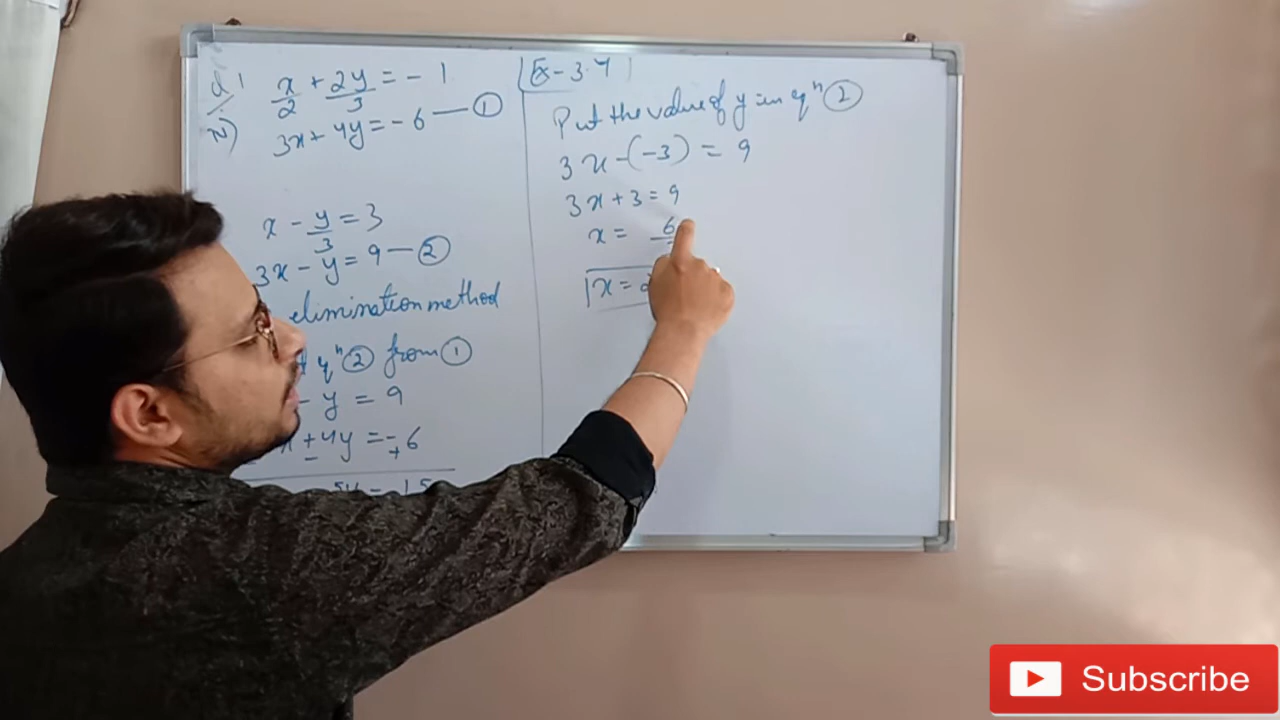 Q1
iv)
x/2 + 2y/3 = - 1
3x + 4y = - 6 — ①
x - y/3 = 3
3x - y = 9 — ②
elimination method
eqⁿ ② from ①
- y = 9
+ 4y = - 6
-
+
Ex - 3.4
Put the value of y in eqⁿ ②
3x - (-3) = 9
3x + 3 = 9
x = 6
x =
Subscribe